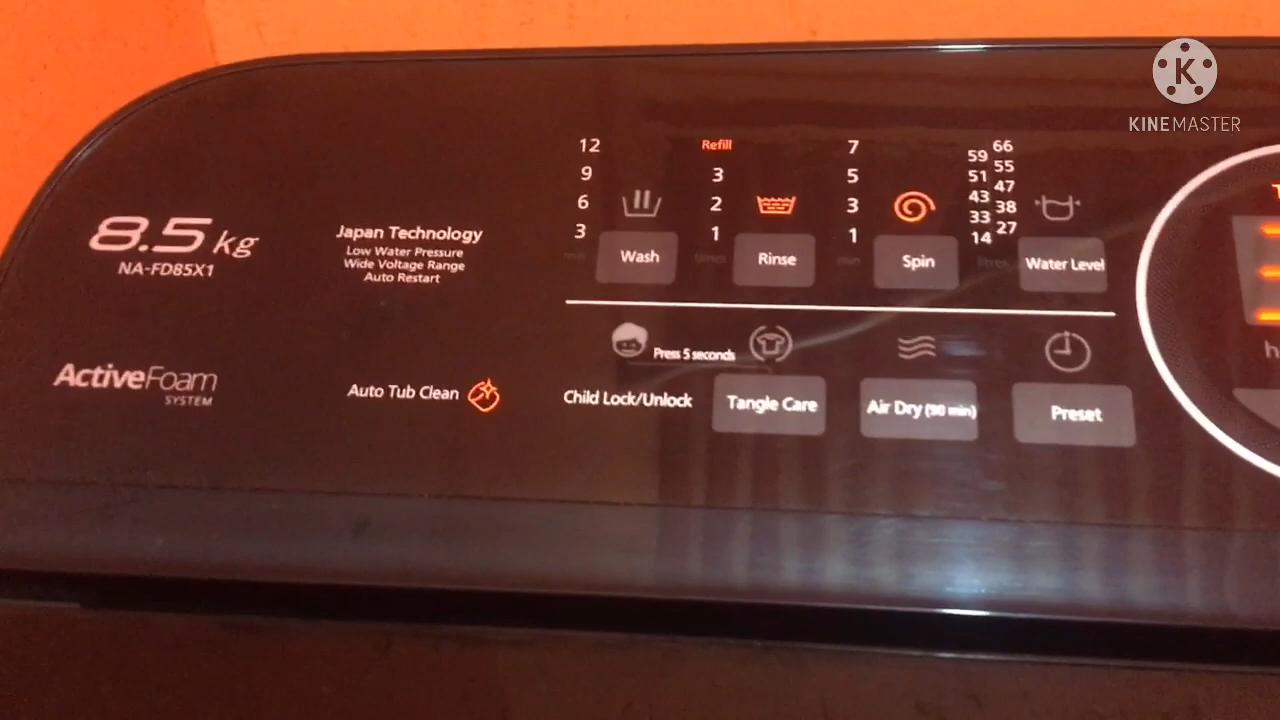 KINEMASTER
12
9
6
3
Wash
Refill
3
2
1
Rinse
7
5
3
1
Spin
66
59 55
51 47
43 38
33 27
14
Water Level
8.5 kg
NA-FD85X1
Japan Technology
Low Water Pressure
Wide Voltage Range
Auto Restart
ActiveFoam
SYSTEM
Auto Tub Clean
Press 5 seconds
Child Lock/Unlock
Tangle Care
Air Dry (90 min)
Preset